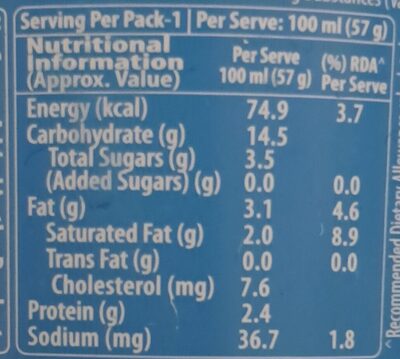 Serving Per Pack-1 | Per Serve: 100 ml (57 g)
Nutritional Information (Approx. Value) Per Serve 100 ml (57 g) (%) RDA^ Per Serve
Energy (kcal) 74.9 3.7
Carbohydrate (g) 14.5
Total Sugars (g) 3.5
(Added Sugars) (g) 0.0 0.0
Fat (g) 3.1 4.6
Saturated Fat (g) 2.0 8.9
Trans Fat (g) 0.0 0.0
Cholesterol (mg) 7.6
Protein (g) 2.4
Sodium (mg) 36.7 1.8
^ Recommended Dietary Allowance